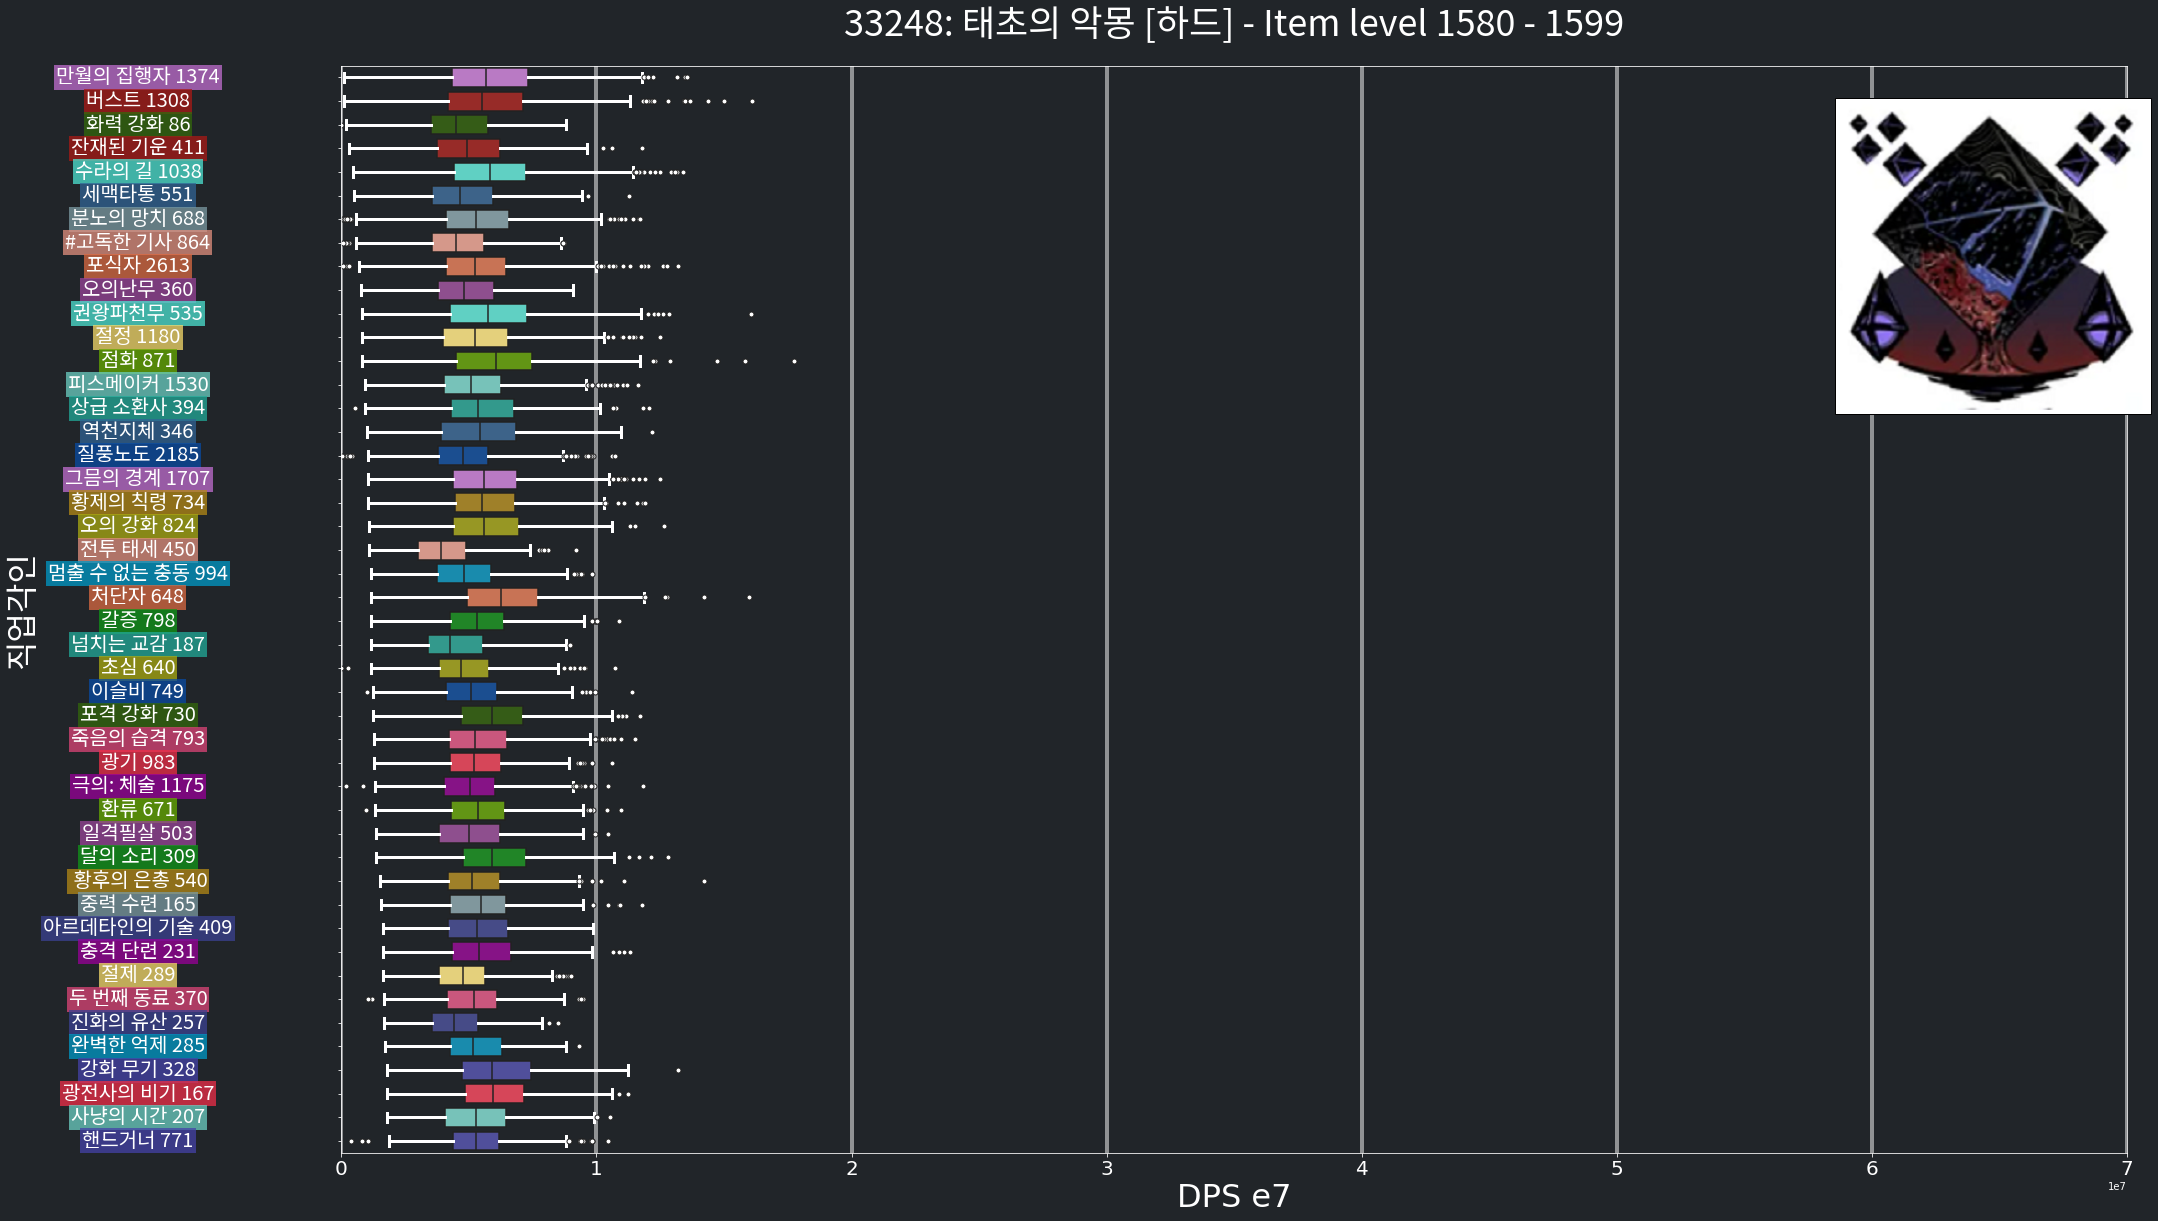 33248: 태초의 악몽 [하드] - Item level 1580 - 1599
만월의 집행자 1374
버스트 1308
화력 강화 86
잔재된 기운 411
수라의 길 1038
세맥타통 551
분노의 망치 688
#고독한 기사 864
포식자 2613
오의난무 360
권왕파천무 535
절정 1180
점화 871
피스메이커 1530
상급 소환사 394
역천지체 346
질풍노도 2185
그믐의 경계 1707
황제의 칙령 734
오의 강화 824
전투 태세 450
멈출 수 없는 충동 994
처단자 648
갈증 798
넘치는 교감 187
초심 640
이슬비 749
포격 강화 730
죽음의 습격 793
광기 983
극의: 체술 1175
환류 671
일격필살 503
달의 소리 309
황후의 은총 540
중력 수련 165
아르데타인의 기술 409
충격 단련 231
절제 289
두 번째 동료 370
진화의 유산 257
완벽한 억제 285
강화 무기 328
광전사의 비기 167
사냥의 시간 207
핸드거너 771
직업각인
0 1 2 3 4 5 6 7
DPS e7
1e7